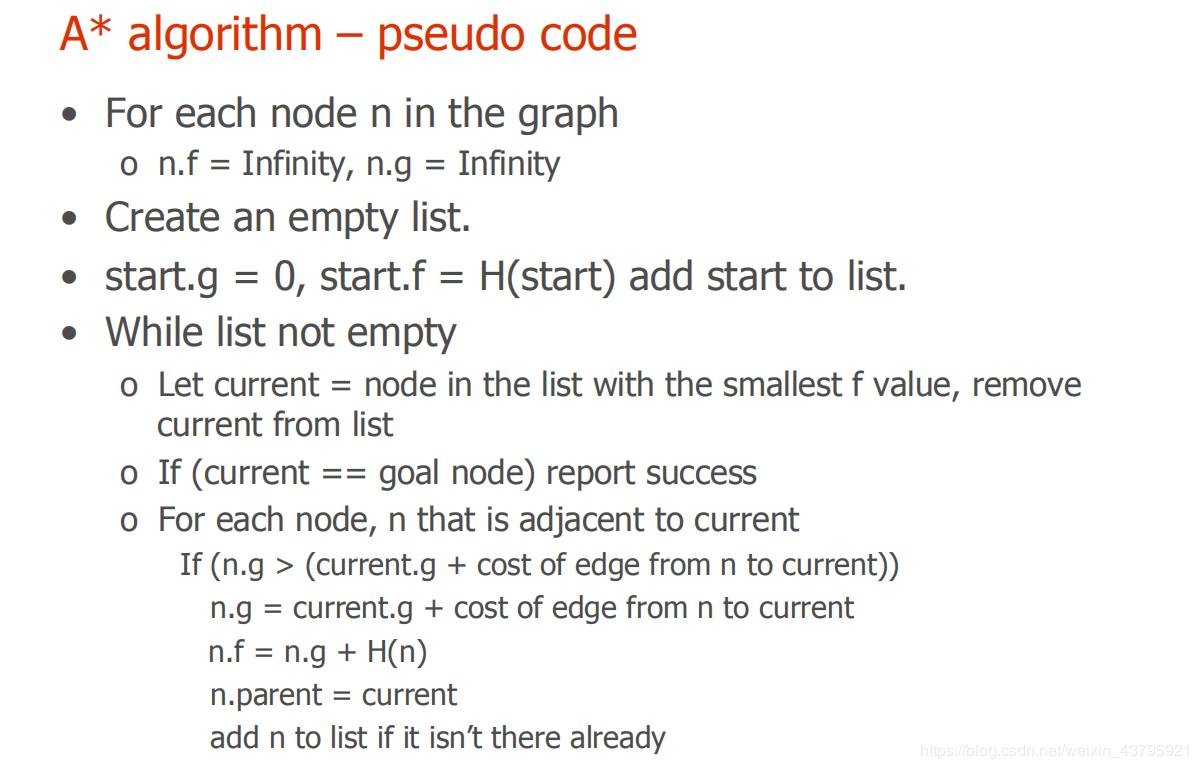 A* algorithm – pseudo code
• For each node n in the graph
o n.f = Infinity, n.g = Infinity
• Create an empty list.
• start.g = 0, start.f = H(start) add start to list.
• While list not empty
o Let current = node in the list with the smallest f value, remove
current from list
o If (current == goal node) report success
o For each node, n that is adjacent to current
If (n.g > (current.g + cost of edge from n to current))
n.g = current.g + cost of edge from n to current
n.f = n.g + H(n)
n.parent = current
add n to list if it isn’t there already
https://blog.csdn.net/weixin_43795921